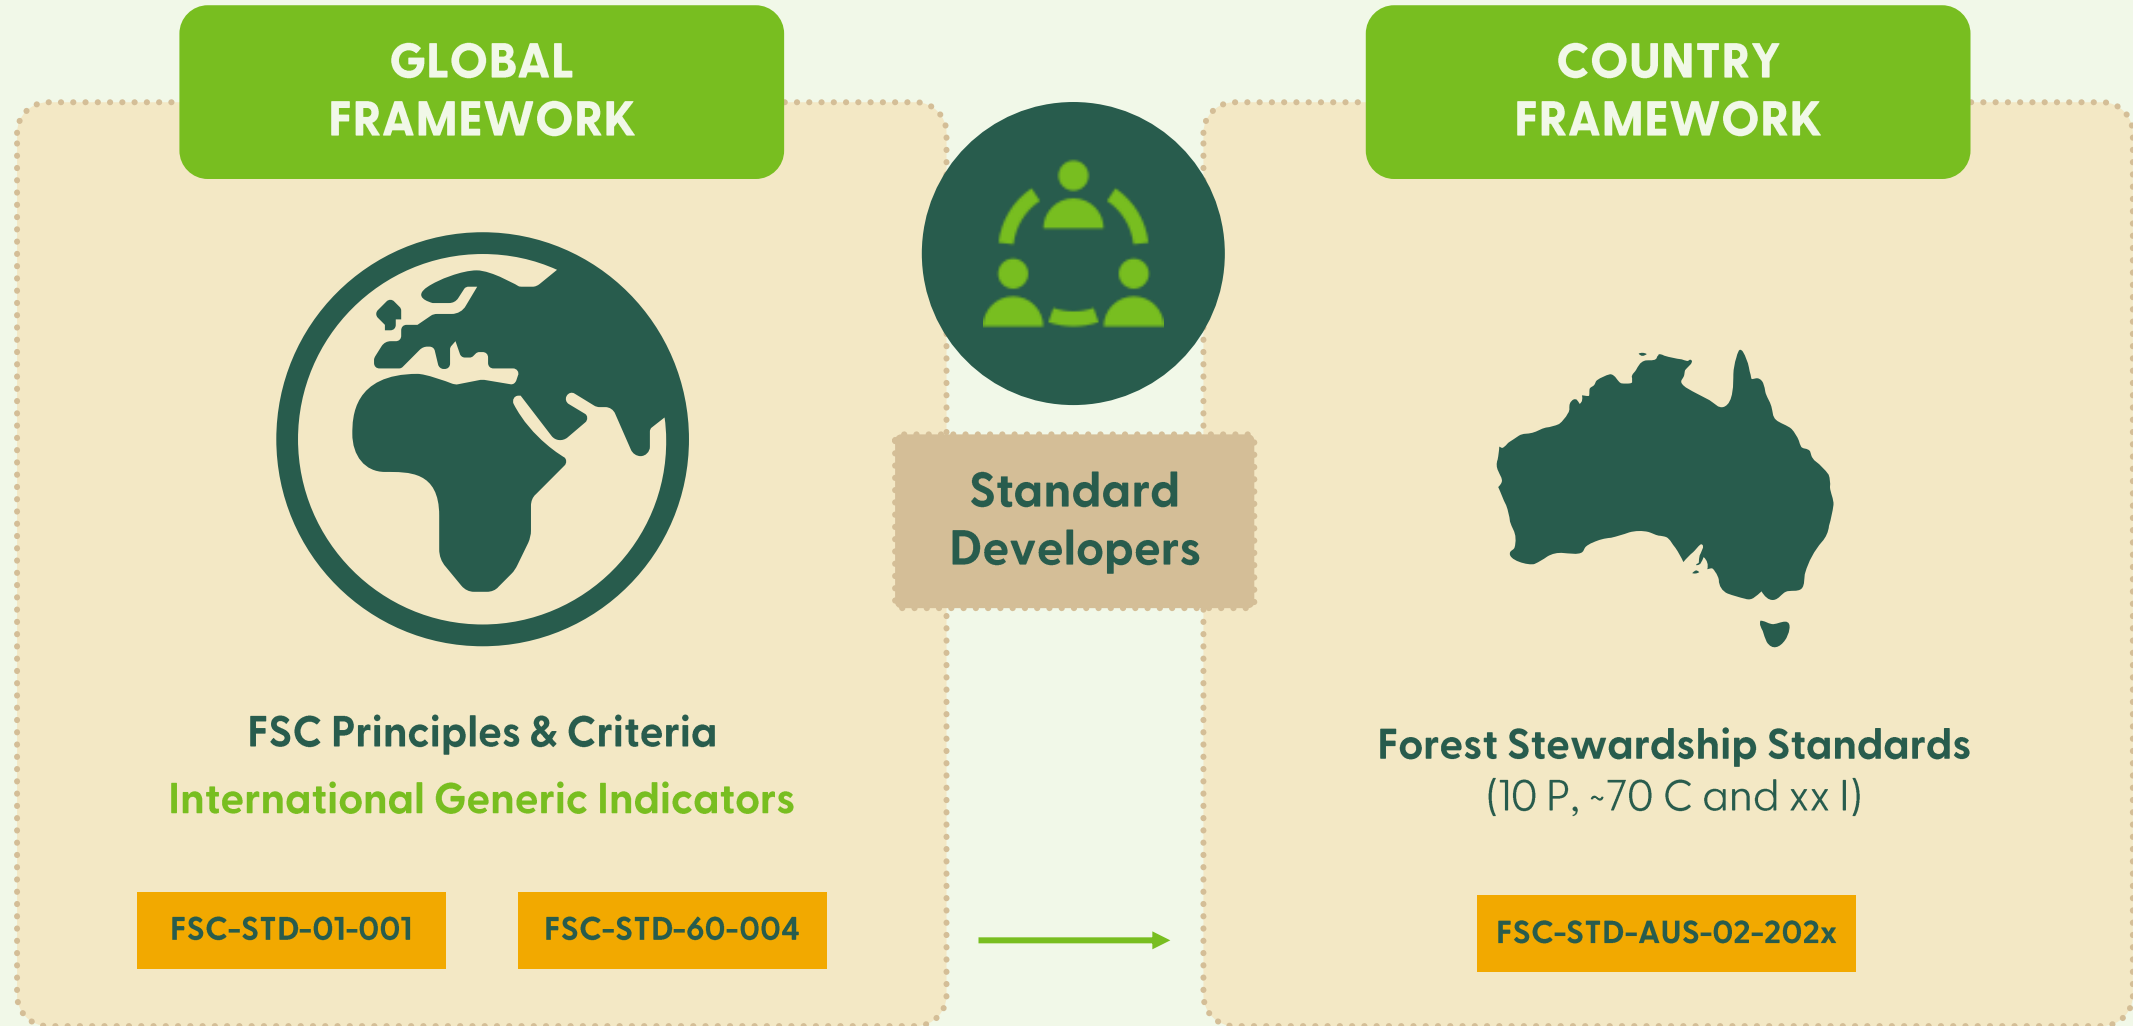 GLOBAL
FRAMEWORK
FSC Principles & Criteria
International Generic Indicators
FSC-STD-01-001
FSC-STD-60-004
Standard
Developers
COUNTRY
FRAMEWORK
Forest Stewardship Standards
(10 P, ~70 C and xx I)
FSC-STD-AUS-02-202x